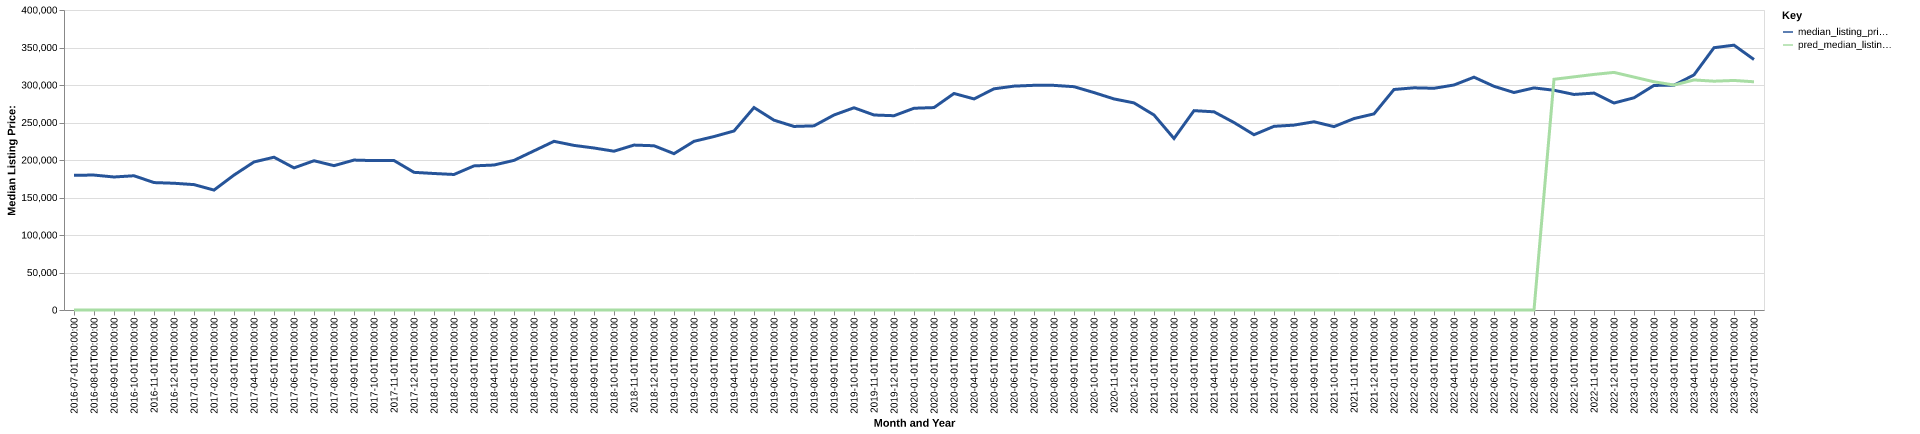 400,000
350,000
300,000
250,000
200,000
150,000
100,000
50,000
0
Median Listing Price:
2016-07-01T00:00:00
2016-08-01T00:00:00
2016-09-01T00:00:00
2016-10-01T00:00:00
2016-11-01T00:00:00
2016-12-01T00:00:00
2017-01-01T00:00:00
2017-02-01T00:00:00
2017-03-01T00:00:00
2017-04-01T00:00:00
2017-05-01T00:00:00
2017-06-01T00:00:00
2017-07-01T00:00:00
2017-08-01T00:00:00
2017-09-01T00:00:00
2017-10-01T00:00:00
2017-11-01T00:00:00
2017-12-01T00:00:00
2018-01-01T00:00:00
2018-02-01T00:00:00
2018-03-01T00:00:00
2018-04-01T00:00:00
2018-05-01T00:00:00
2018-06-01T00:00:00
2018-07-01T00:00:00
2018-08-01T00:00:00
2018-09-01T00:00:00
2018-10-01T00:00:00
2018-11-01T00:00:00
2018-12-01T00:00:00
2019-01-01T00:00:00
2019-02-01T00:00:00
2019-03-01T00:00:00
2019-04-01T00:00:00
2019-05-01T00:00:00
2019-06-01T00:00:00
2019-07-01T00:00:00
2019-08-01T00:00:00
2019-09-01T00:00:00
2019-10-01T00:00:00
2019-11-01T00:00:00
2019-12-01T00:00:00
2020-01-01T00:00:00
2020-02-01T00:00:00
2020-03-01T00:00:00
2020-04-01T00:00:00
2020-05-01T00:00:00
2020-06-01T00:00:00
2020-07-01T00:00:00
2020-08-01T00:00:00
2020-09-01T00:00:00
2020-10-01T00:00:00
2020-11-01T00:00:00
2020-12-01T00:00:00
2021-01-01T00:00:00
2021-02-01T00:00:00
2021-03-01T00:00:00
2021-04-01T00:00:00
2021-05-01T00:00:00
2021-06-01T00:00:00
2021-07-01T00:00:00
2021-08-01T00:00:00
2021-09-01T00:00:00
2021-10-01T00:00:00
2021-11-01T00:00:00
2021-12-01T00:00:00
2022-01-01T00:00:00
2022-02-01T00:00:00
2022-03-01T00:00:00
2022-04-01T00:00:00
2022-05-01T00:00:00
2022-06-01T00:00:00
2022-07-01T00:00:00
2022-08-01T00:00:00
2022-09-01T00:00:00
2022-10-01T00:00:00
2022-11-01T00:00:00
2022-12-01T00:00:00
2023-01-01T00:00:00
2023-02-01T00:00:00
2023-03-01T00:00:00
2023-04-01T00:00:00
2023-05-01T00:00:00
2023-06-01T00:00:00
2023-07-01T00:00:00
Month and Year
Key
median_listing_pri…
pred_median_listin…